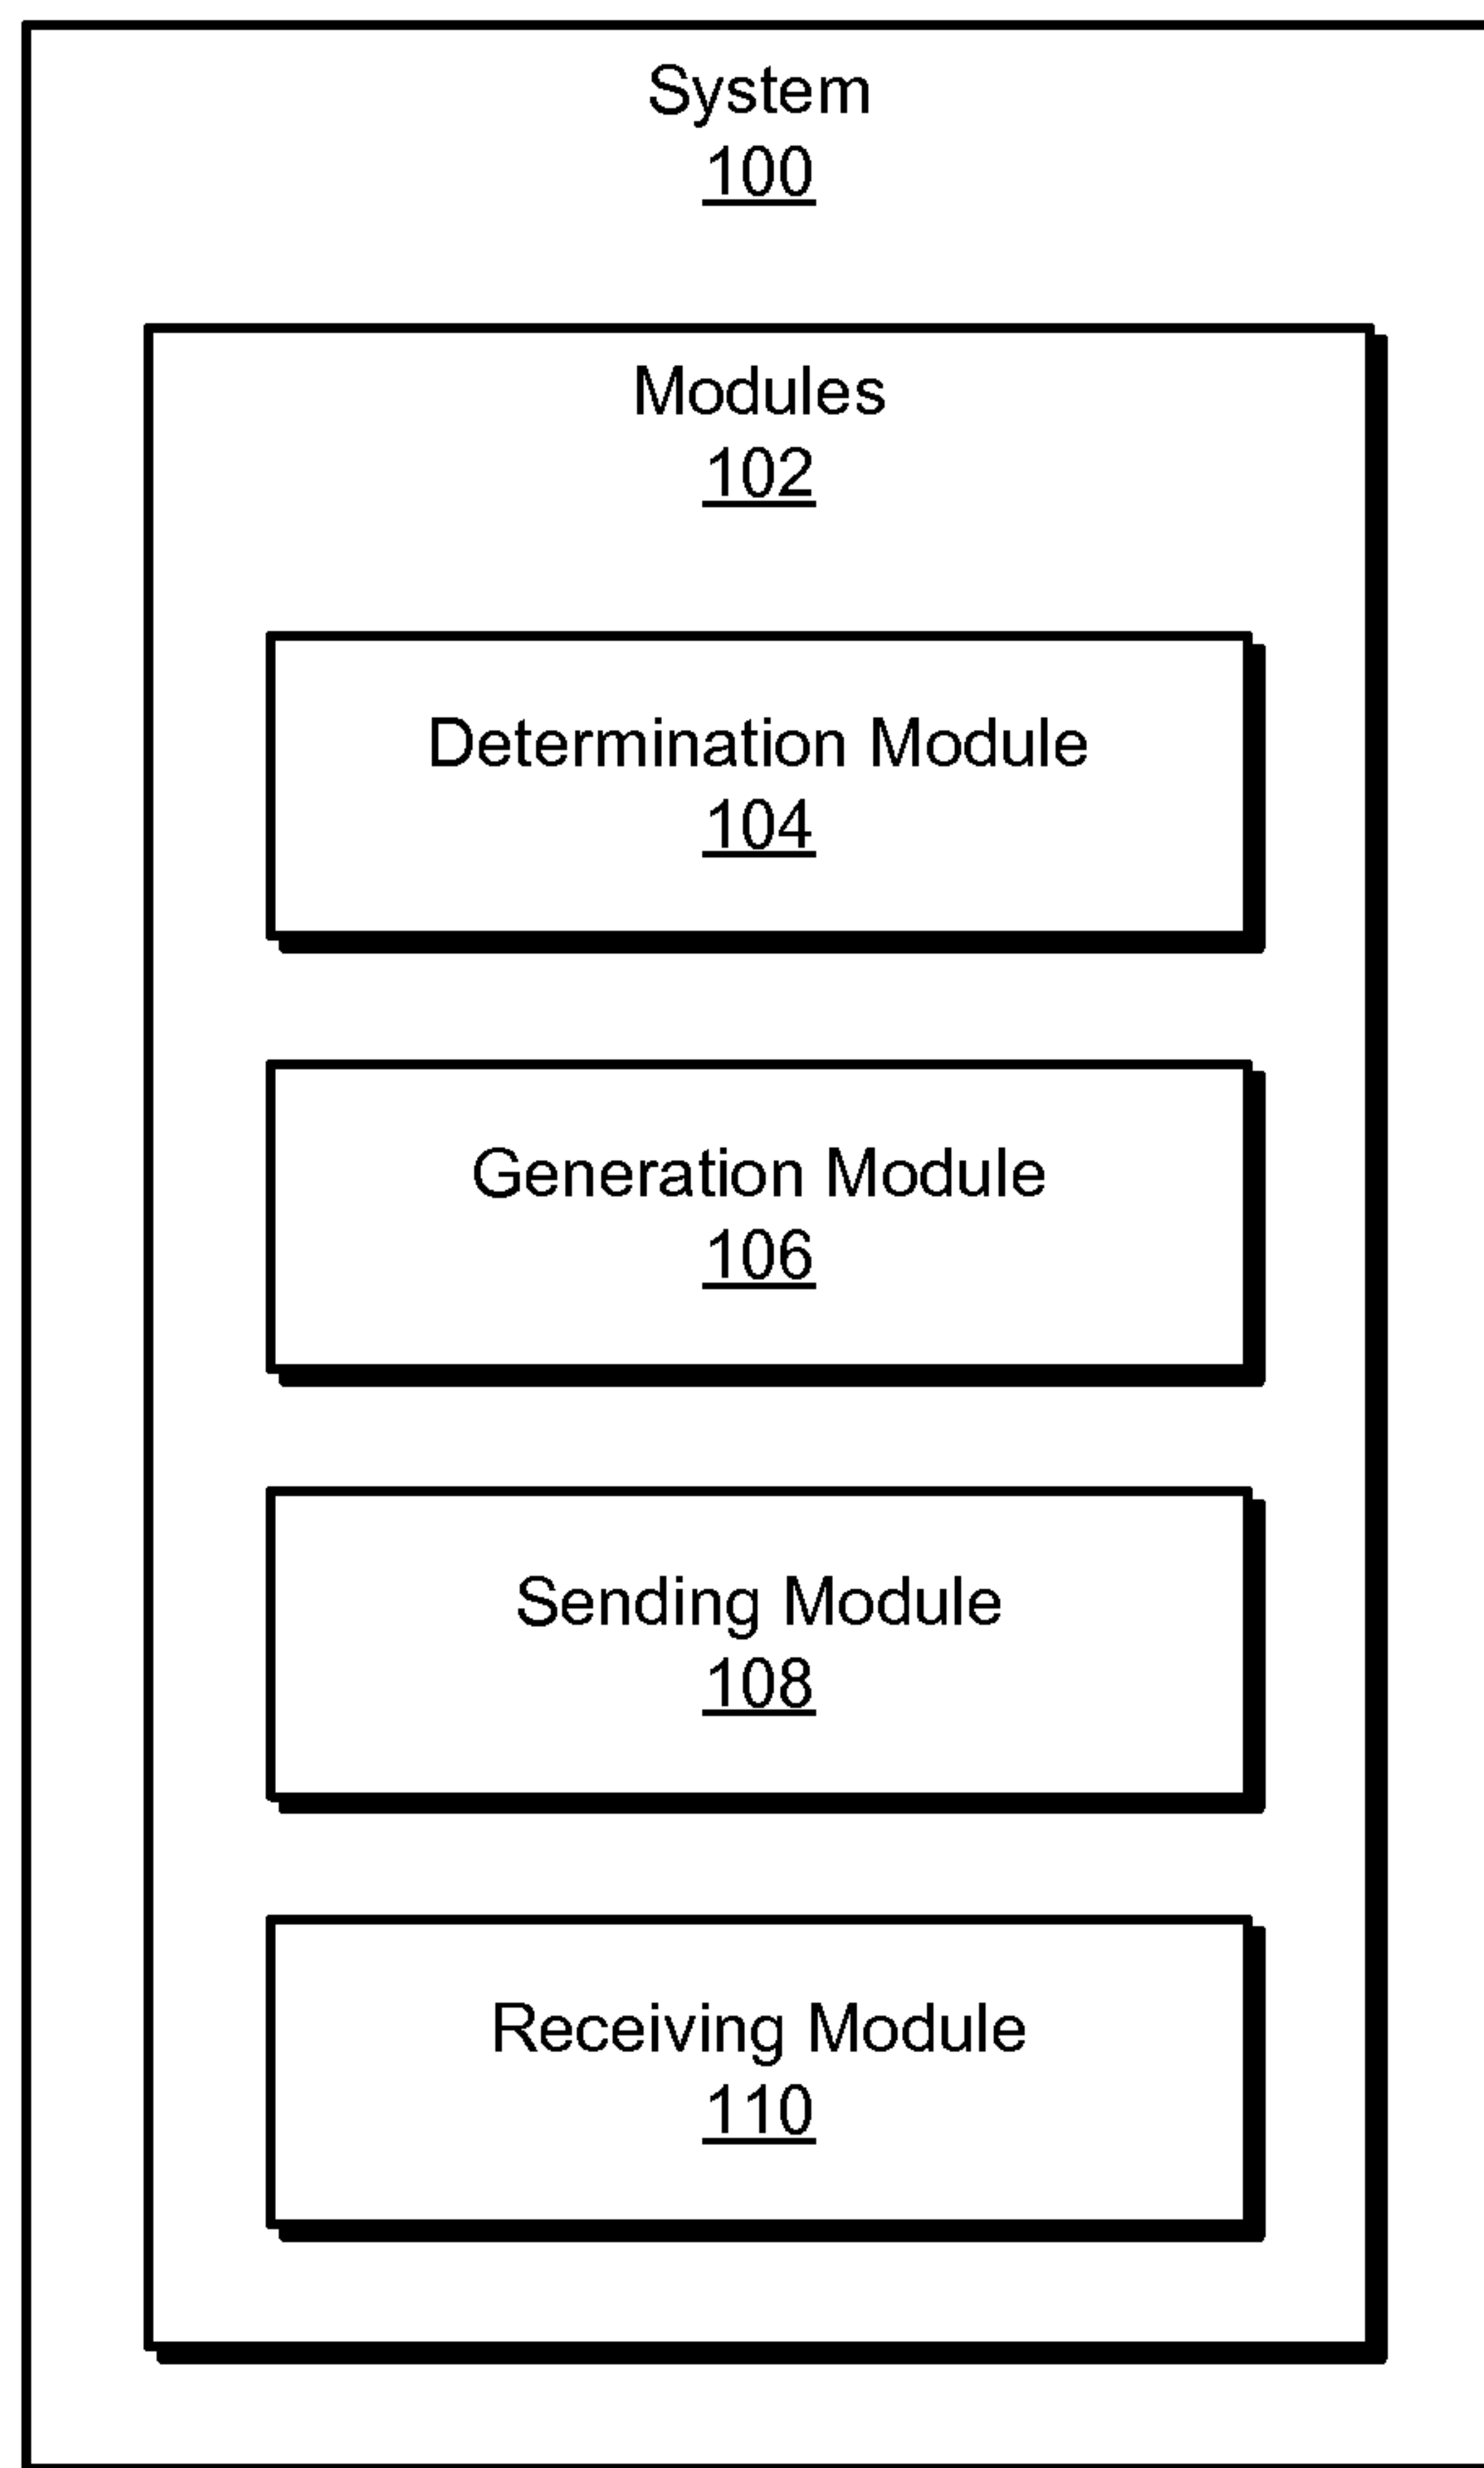 System
100
Modules
102
Determination Module
104
Generation Module
106
Sending Module
108
Receiving Module
110